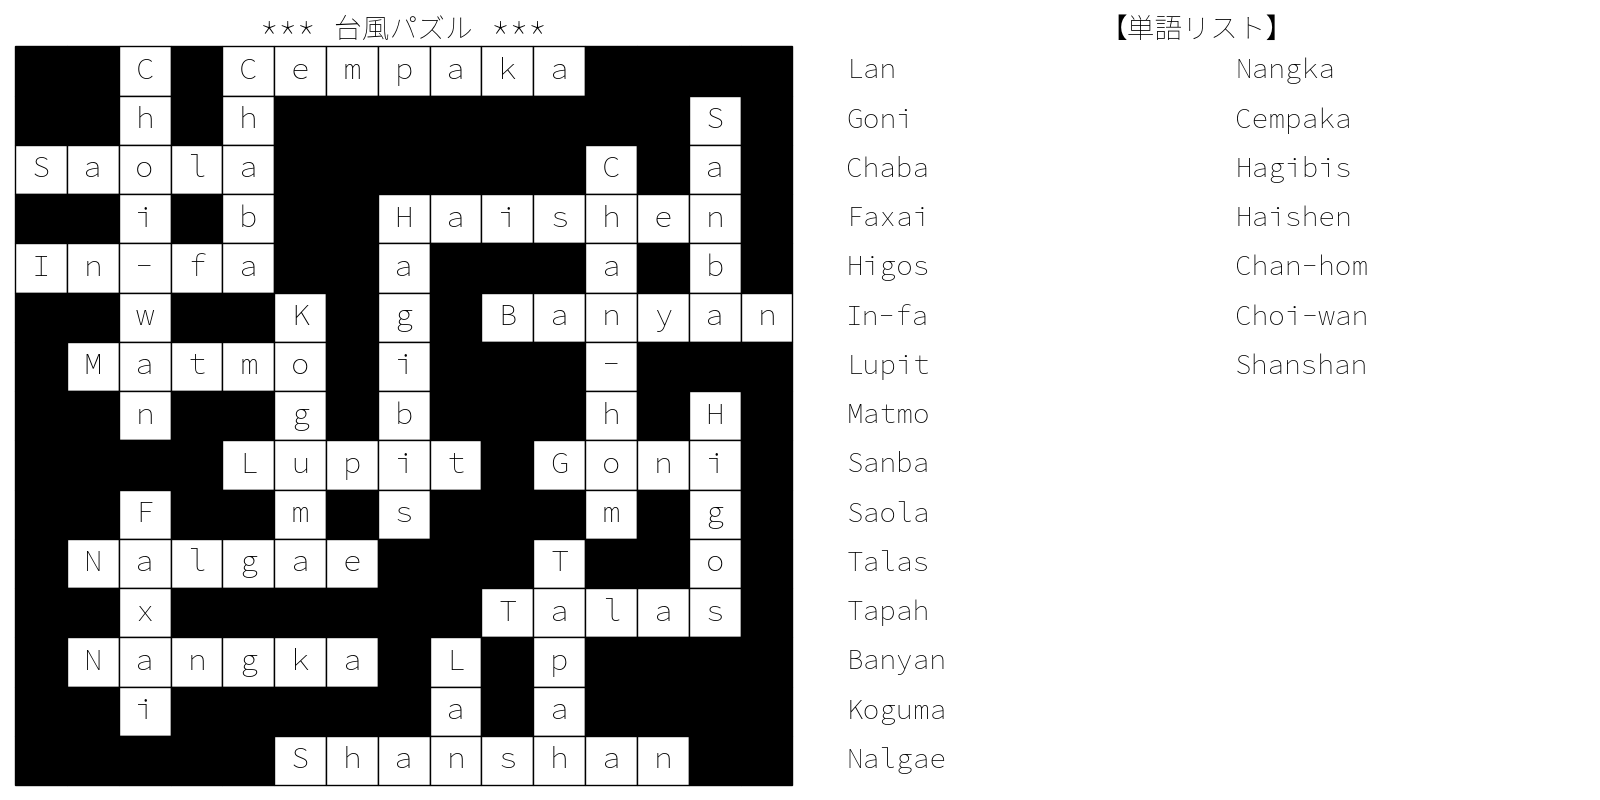 *** 台風パズル ***
C C e m p a k a
h h S
S a o l a C a
i b H a i s h e n
I n - f a a a b
w K g B a n y a n
M a t m o i -
n g b h H
L u p i t G o n i
F m s m g
N a l g a e T o
x T a l a s
N a n g k a L p
i a a
S h a n s h a n
【単語リスト】
Lan
Goni
Chaba
Faxai
Higos
In-fa
Lupit
Matmo
Sanba
Saola
Talas
Tapah
Banyan
Koguma
Nalgae
Nangka
Cempaka
Hagibis
Haishen
Chan-hom
Choi-wan
Shanshan